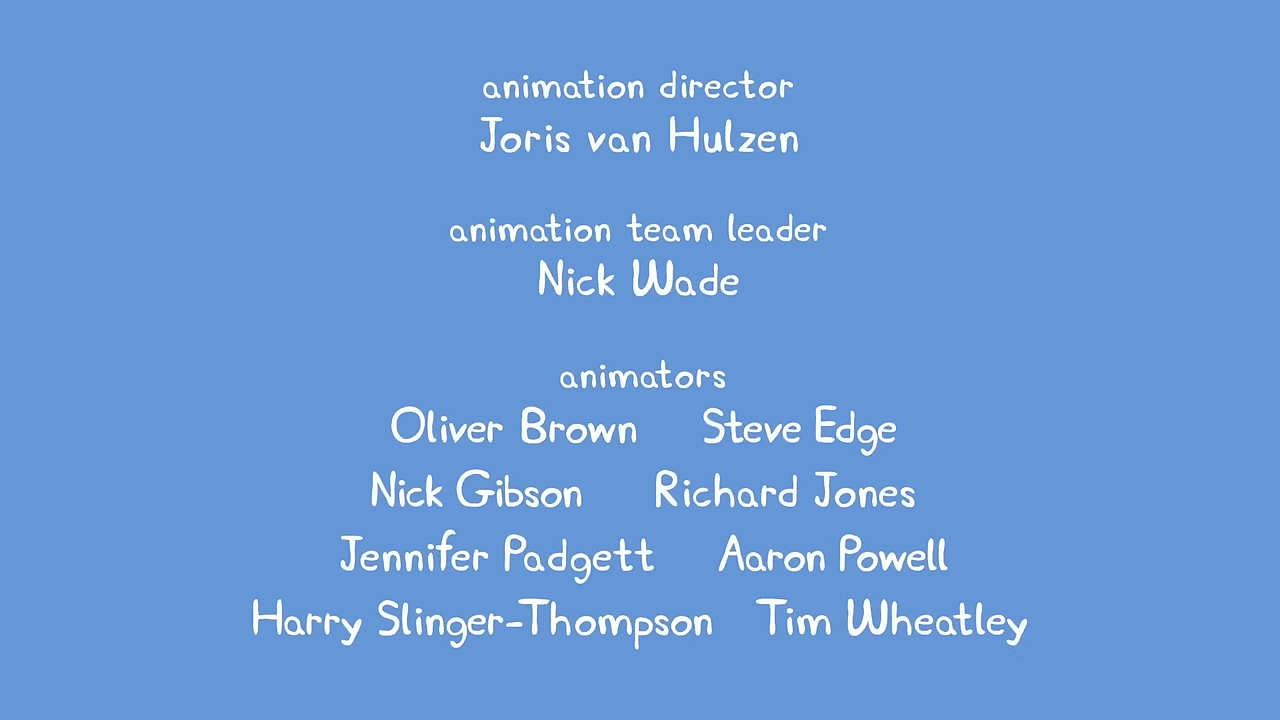 animation director
Joris van Hulzen
animation team leader
Nick Wade
animators
Oliver Brown Steve Edge
Nick Gibson Richard Jones
Jennifer Padgett Aaron Powell
Harry Slinger-Thompson Tim Wheatley